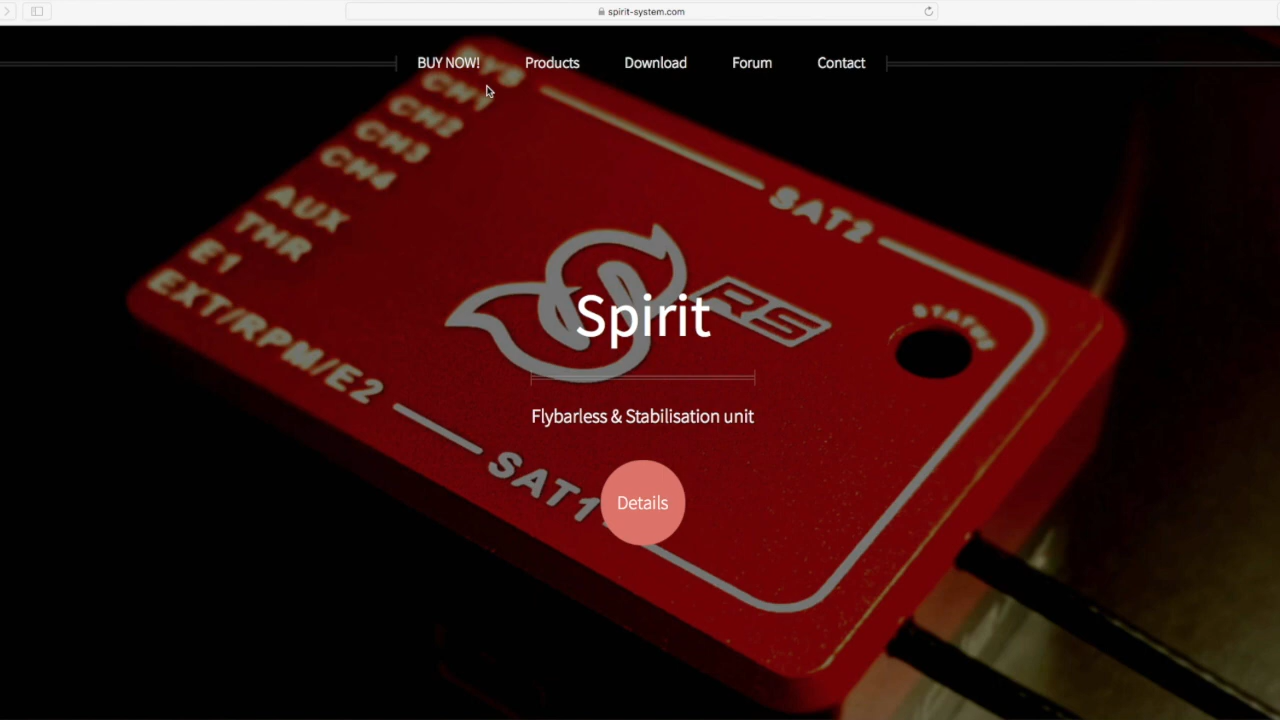 spirit-system.com
BUY NOW! Products Download Forum Contact
SYS
CH1
CH2
CH3
CH4
AUX
THR
E1
EXT/RPM/E2
SAT2
RS
STATUS
Spirit
Flybarless & Stabilisation unit
SAT1
Details